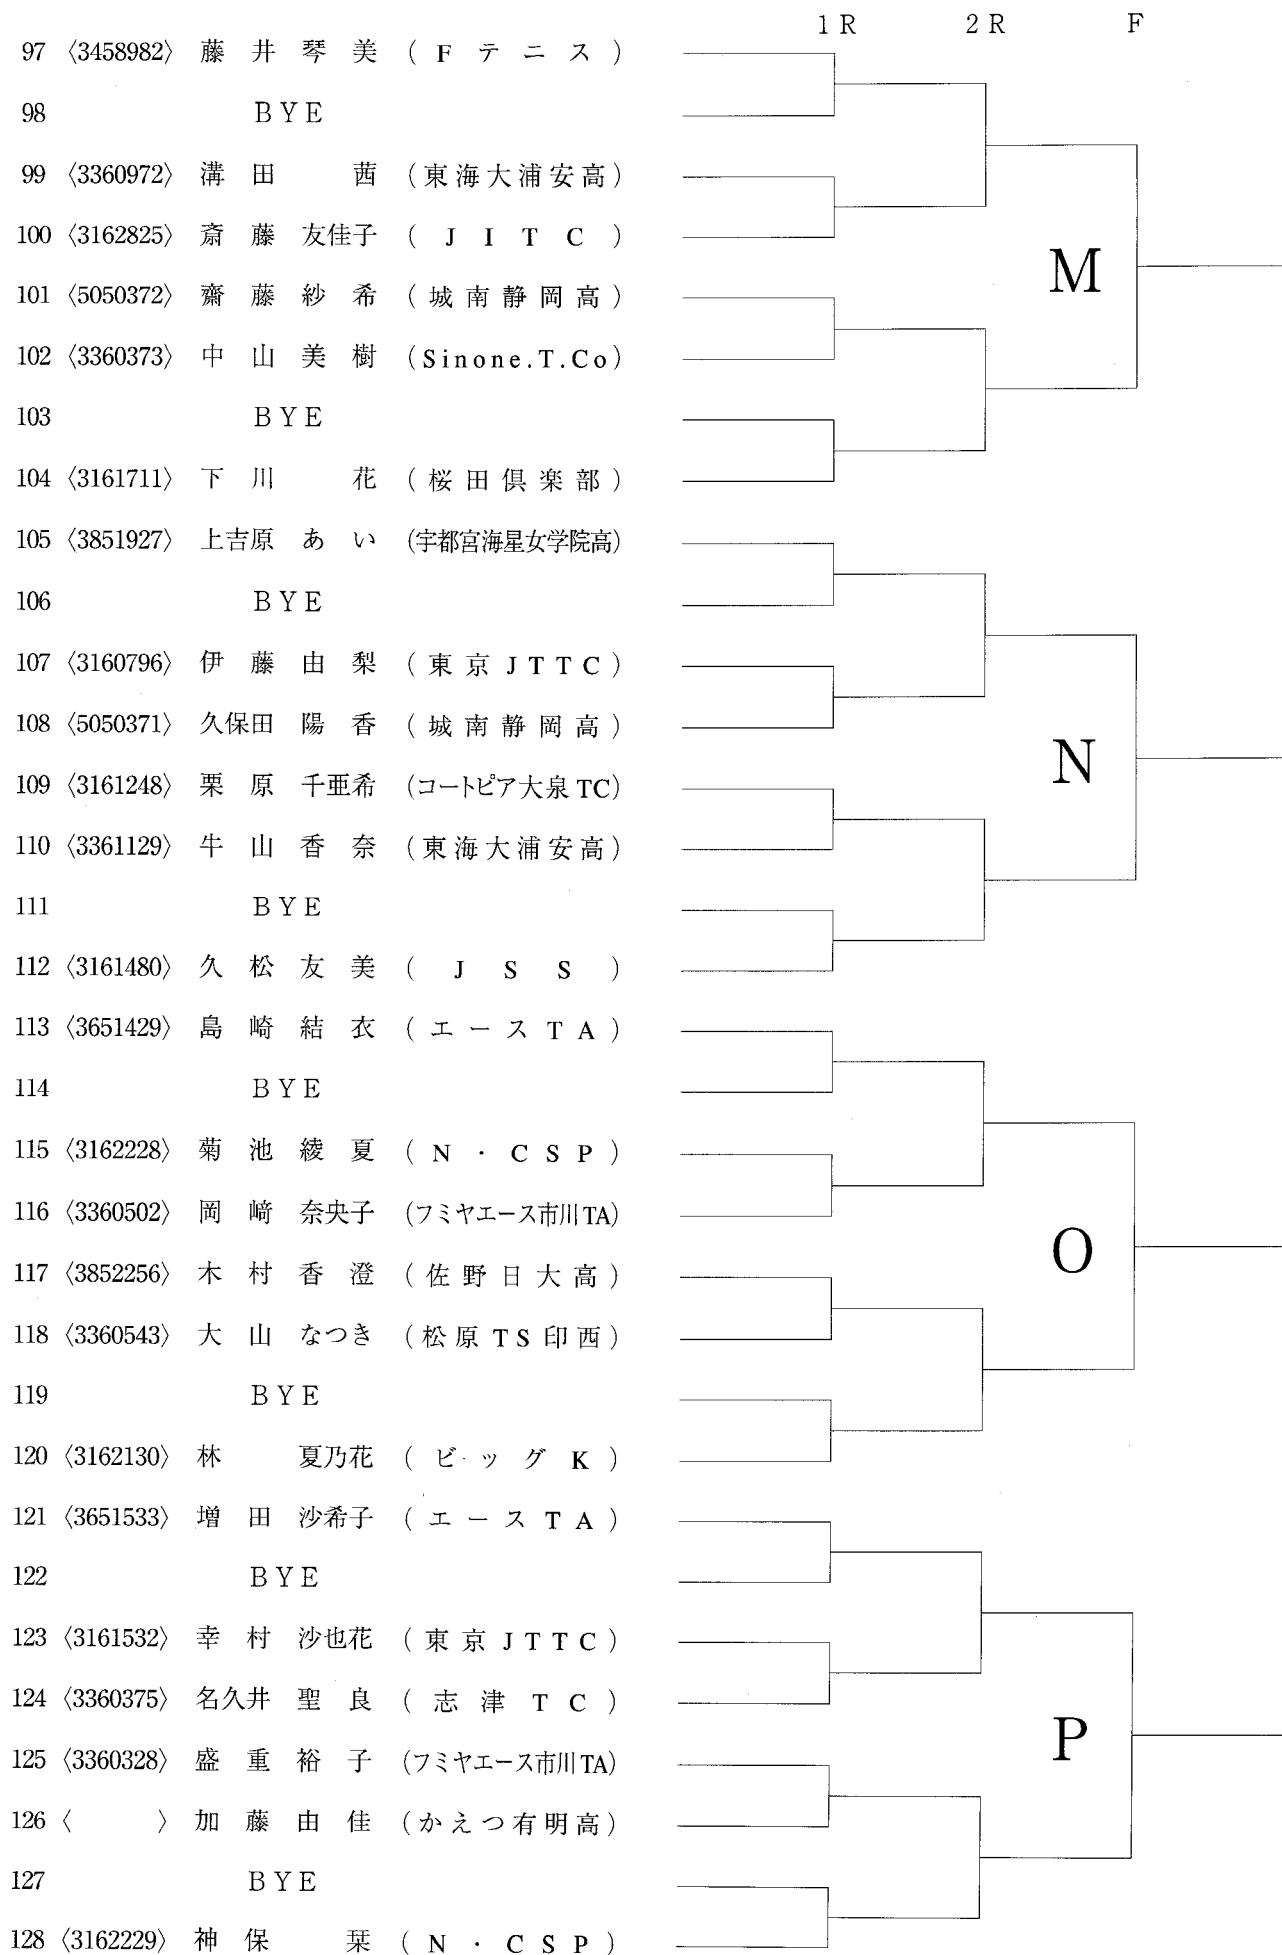 1R 2R F
97 〈3458982〉 藤井琴美 (Fテニス)
98 BYE
99 〈3360972〉 溝田茜 (東海大浦安高)
100 〈3162825〉 斎藤友佳子 (JITC)
101 〈5050372〉 齋藤紗希 (城南静岡高)
102 〈3360373〉 中山美樹 (Sinone.T.Co)
M
103 BYE
104 〈3161711〉 下川花 (桜田倶楽部)
105 〈3851927〉 上吉原あい (宇都宮海星女学院高)
106 BYE
107 〈3160796〉 伊藤由梨 (東京JTTC)
108 〈5050371〉 久保田陽香 (城南静岡高)
N
109 〈3161248〉 栗原千亜希 (コートピア大泉TC)
110 〈3361129〉 牛山香奈 (東海大浦安高)
111 BYE
112 〈3161480〉 久松友美 (JSS)
113 〈3651429〉 島崎結衣 (エースTA)
114 BYE
115 〈3162228〉 菊池綾夏 (N・CSP)
116 〈3360502〉 岡﨑奈央子 (フミヤエース市川TA)
O
117 〈3852256〉 木村香澄 (佐野日大高)
118 〈3360543〉 大山なつき (松原TS印西)
119 BYE
120 〈3162130〉 林夏乃花 (ビッグK)
121 〈3651533〉 増田沙希子 (エースTA)
122 BYE
123 〈3161532〉 幸村沙也花 (東京JTTC)
124 〈3360375〉 名久井聖良 (志津TC)
P
125 〈3360328〉 盛重裕子 (フミヤエース市川TA)
126 〈 〉 加藤由佳 (かえつ有明高)
127 BYE
128 〈3162229〉 神保栞 (N・CSP)